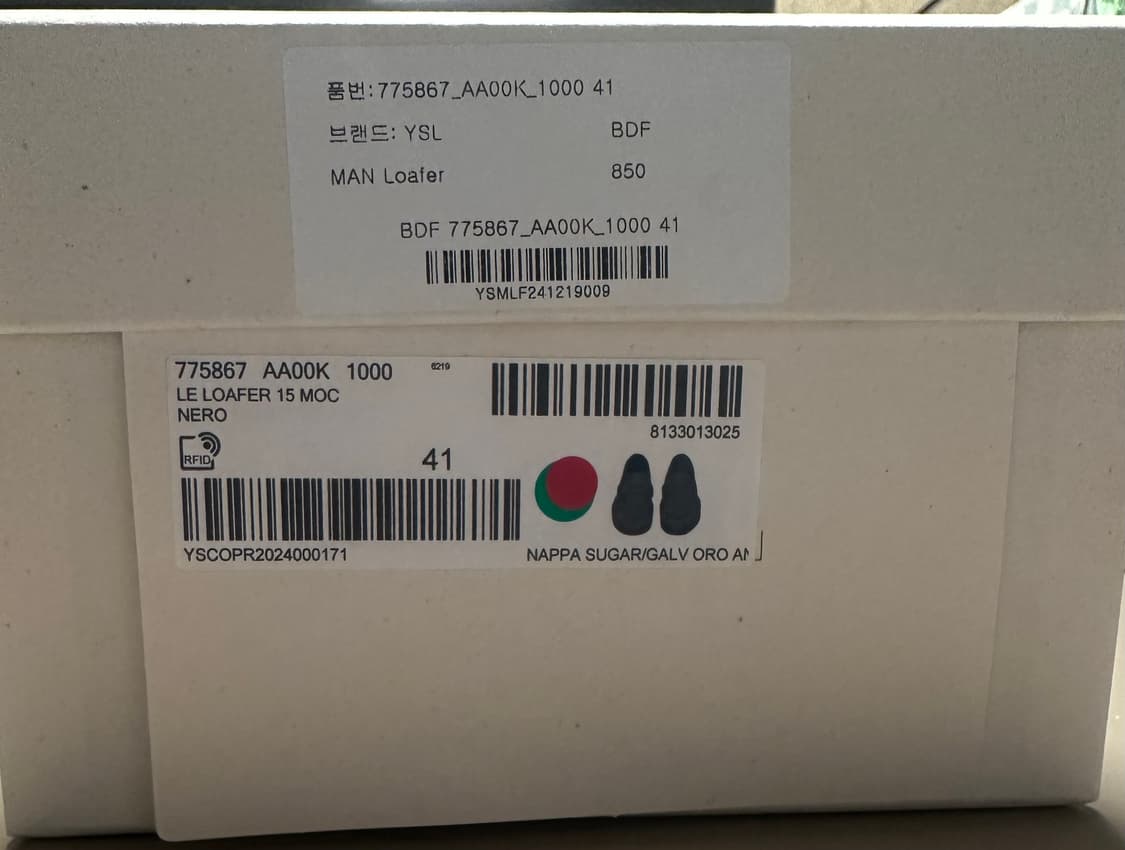 품번:775867_AA00K_1000 41
브랜드: YSL BDF
MAN Loafer 850
BDF 775867_AA00K_1000 41
YSMLF241219009
775867 AA00K 1000 6219
LE LOAFER 15 MOC
NERO
8133013025
RFID
41
YSCOPR2024000171
NAPPA SUGAR/GALV ORO AN